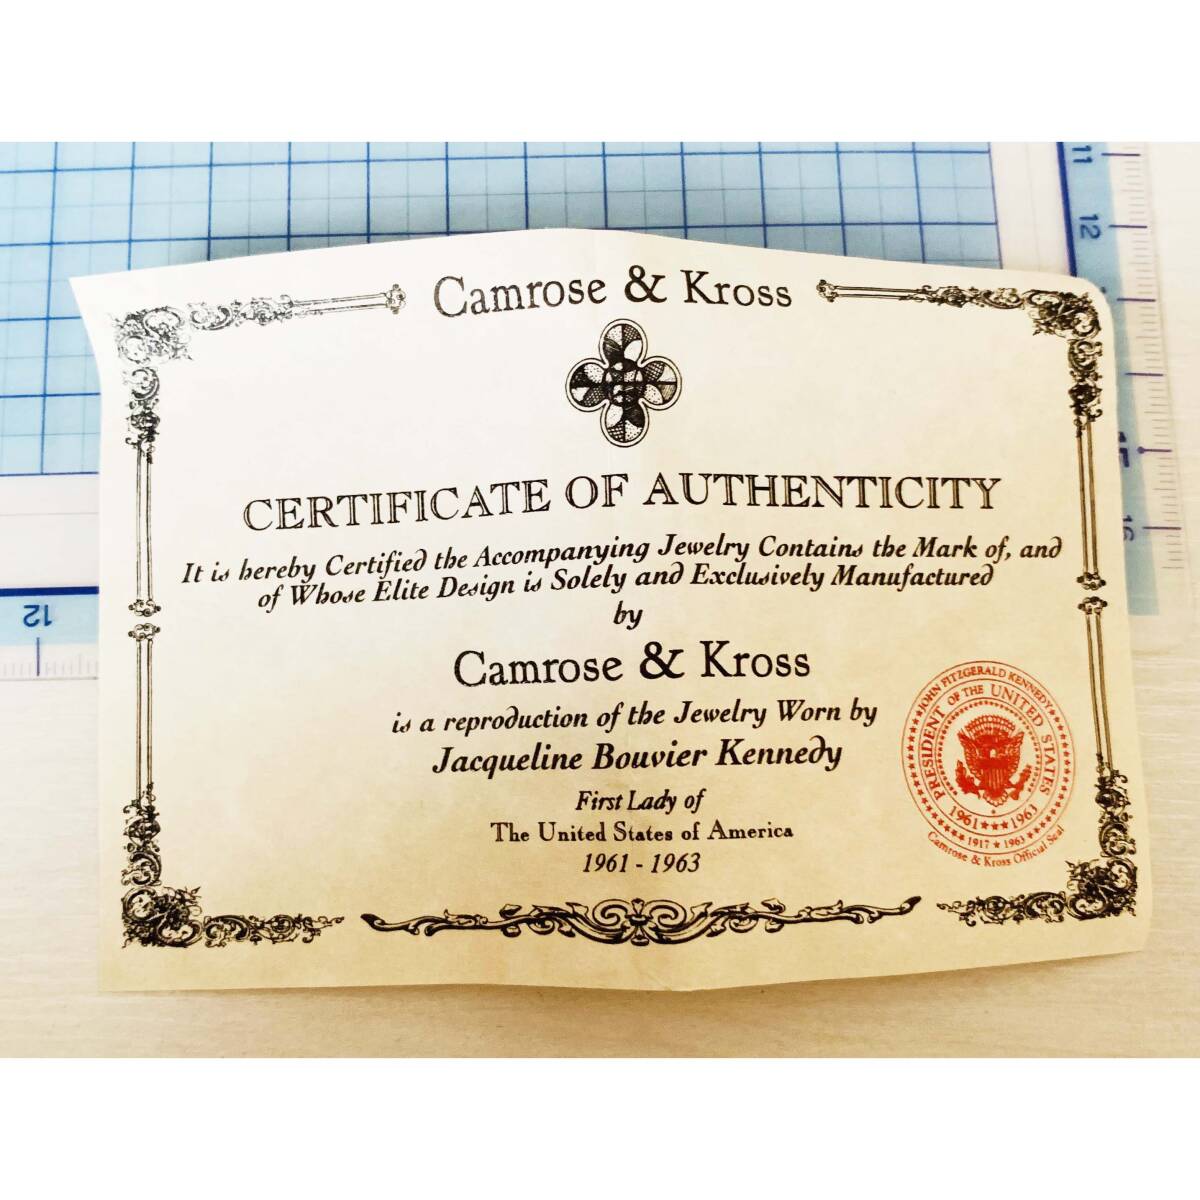 Camrose & Kross
CERTIFICATE OF AUTHENTICITY
It is hereby Certified the Accompanying Jewelry Contains the Mark of, and
of Whose Elite Design is Solely and Exclusively Manufactured
by
Camrose & Kross
is a reproduction of the Jewelry Worn by
Jacqueline Bouvier Kennedy
First Lady of
The United States of America
1961 - 1963
JOHN FITZGERALD KENNEDY
PRESIDENT OF THE UNITED STATES
1961 ★★★ 1963
1917 ★ 1963
Camrose & Kross Official Seal
11
12
15
16
12